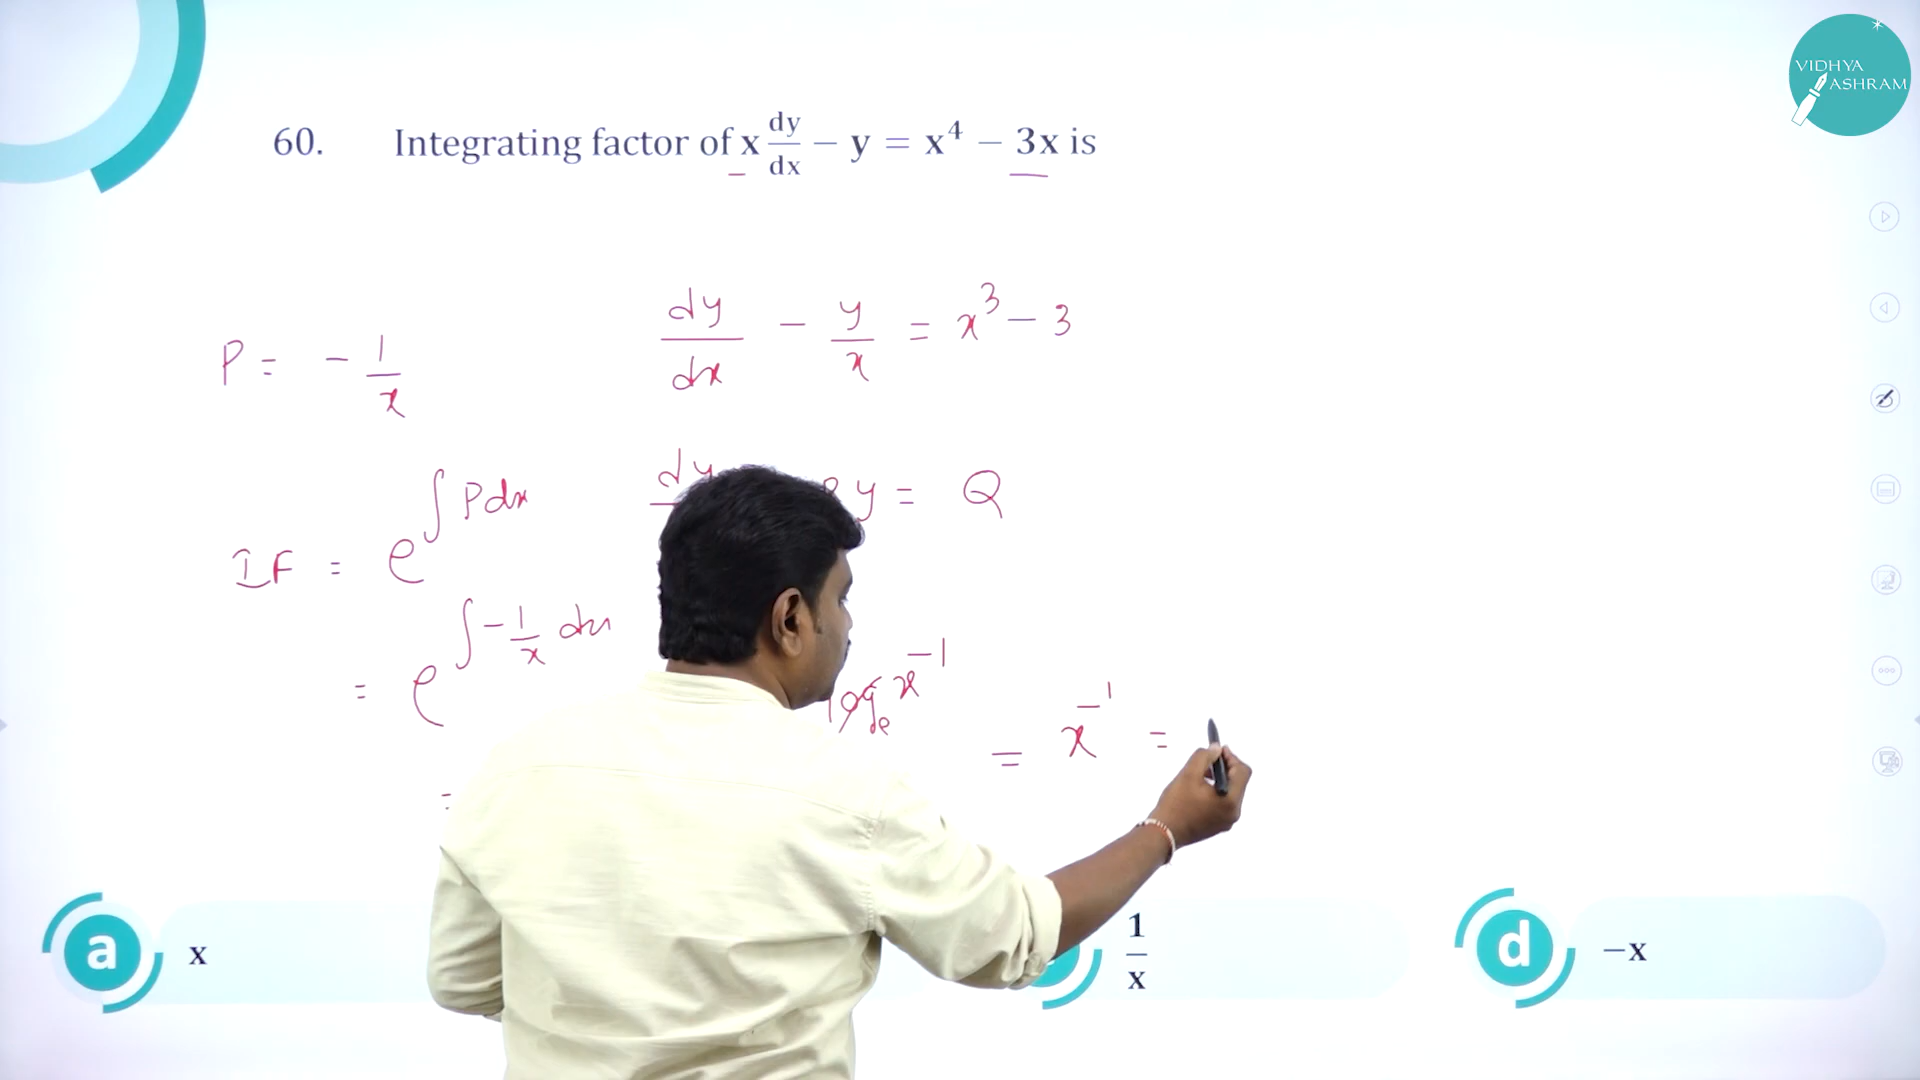 VIDHYA
ASHRAM
60. Integrating factor of x dy/dx − y = x⁴ − 3x is
dy/dx − y/x = x³ − 3
P = − 1/x
IF = e^∫Pdx
dy y = Q
= e^∫−1/x dx
logₑ x⁻¹
= x⁻¹ =
=
a x
1/x
d −x